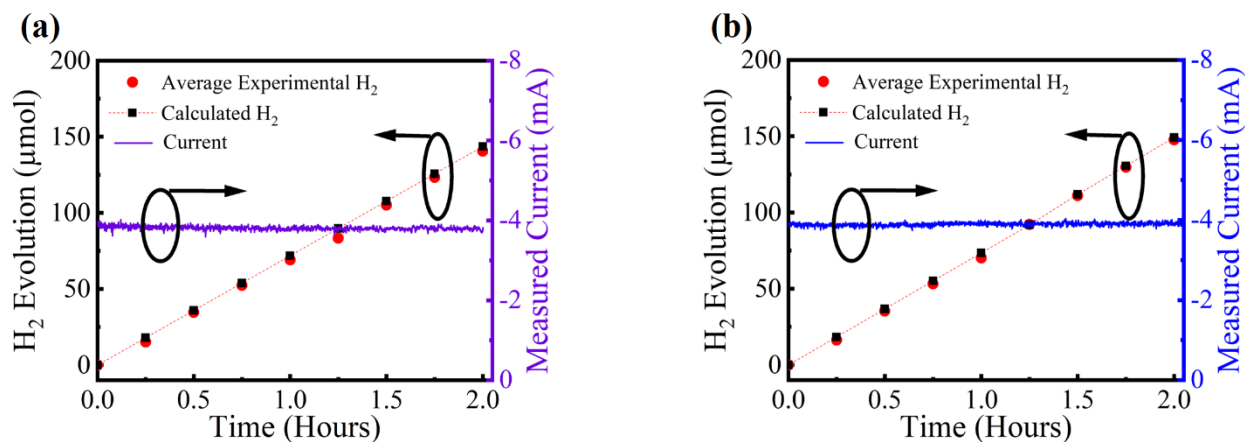 (a)
200
150
100
50
0
H₂ Evolution (μmol)
Average Experimental H₂
Calculated H₂
Current
-8
-6
-4
-2
0
Measured Current (mA)
0.0 0.5 1.0 1.5 2.0
Time (Hours)
(b)
200
150
100
50
0
H₂ Evolution (μmol)
Average Experimental H₂
Calculated H₂
Current
-8
-6
-4
-2
0
Measured Current (mA)
0.0 0.5 1.0 1.5 2.0
Time (Hours)